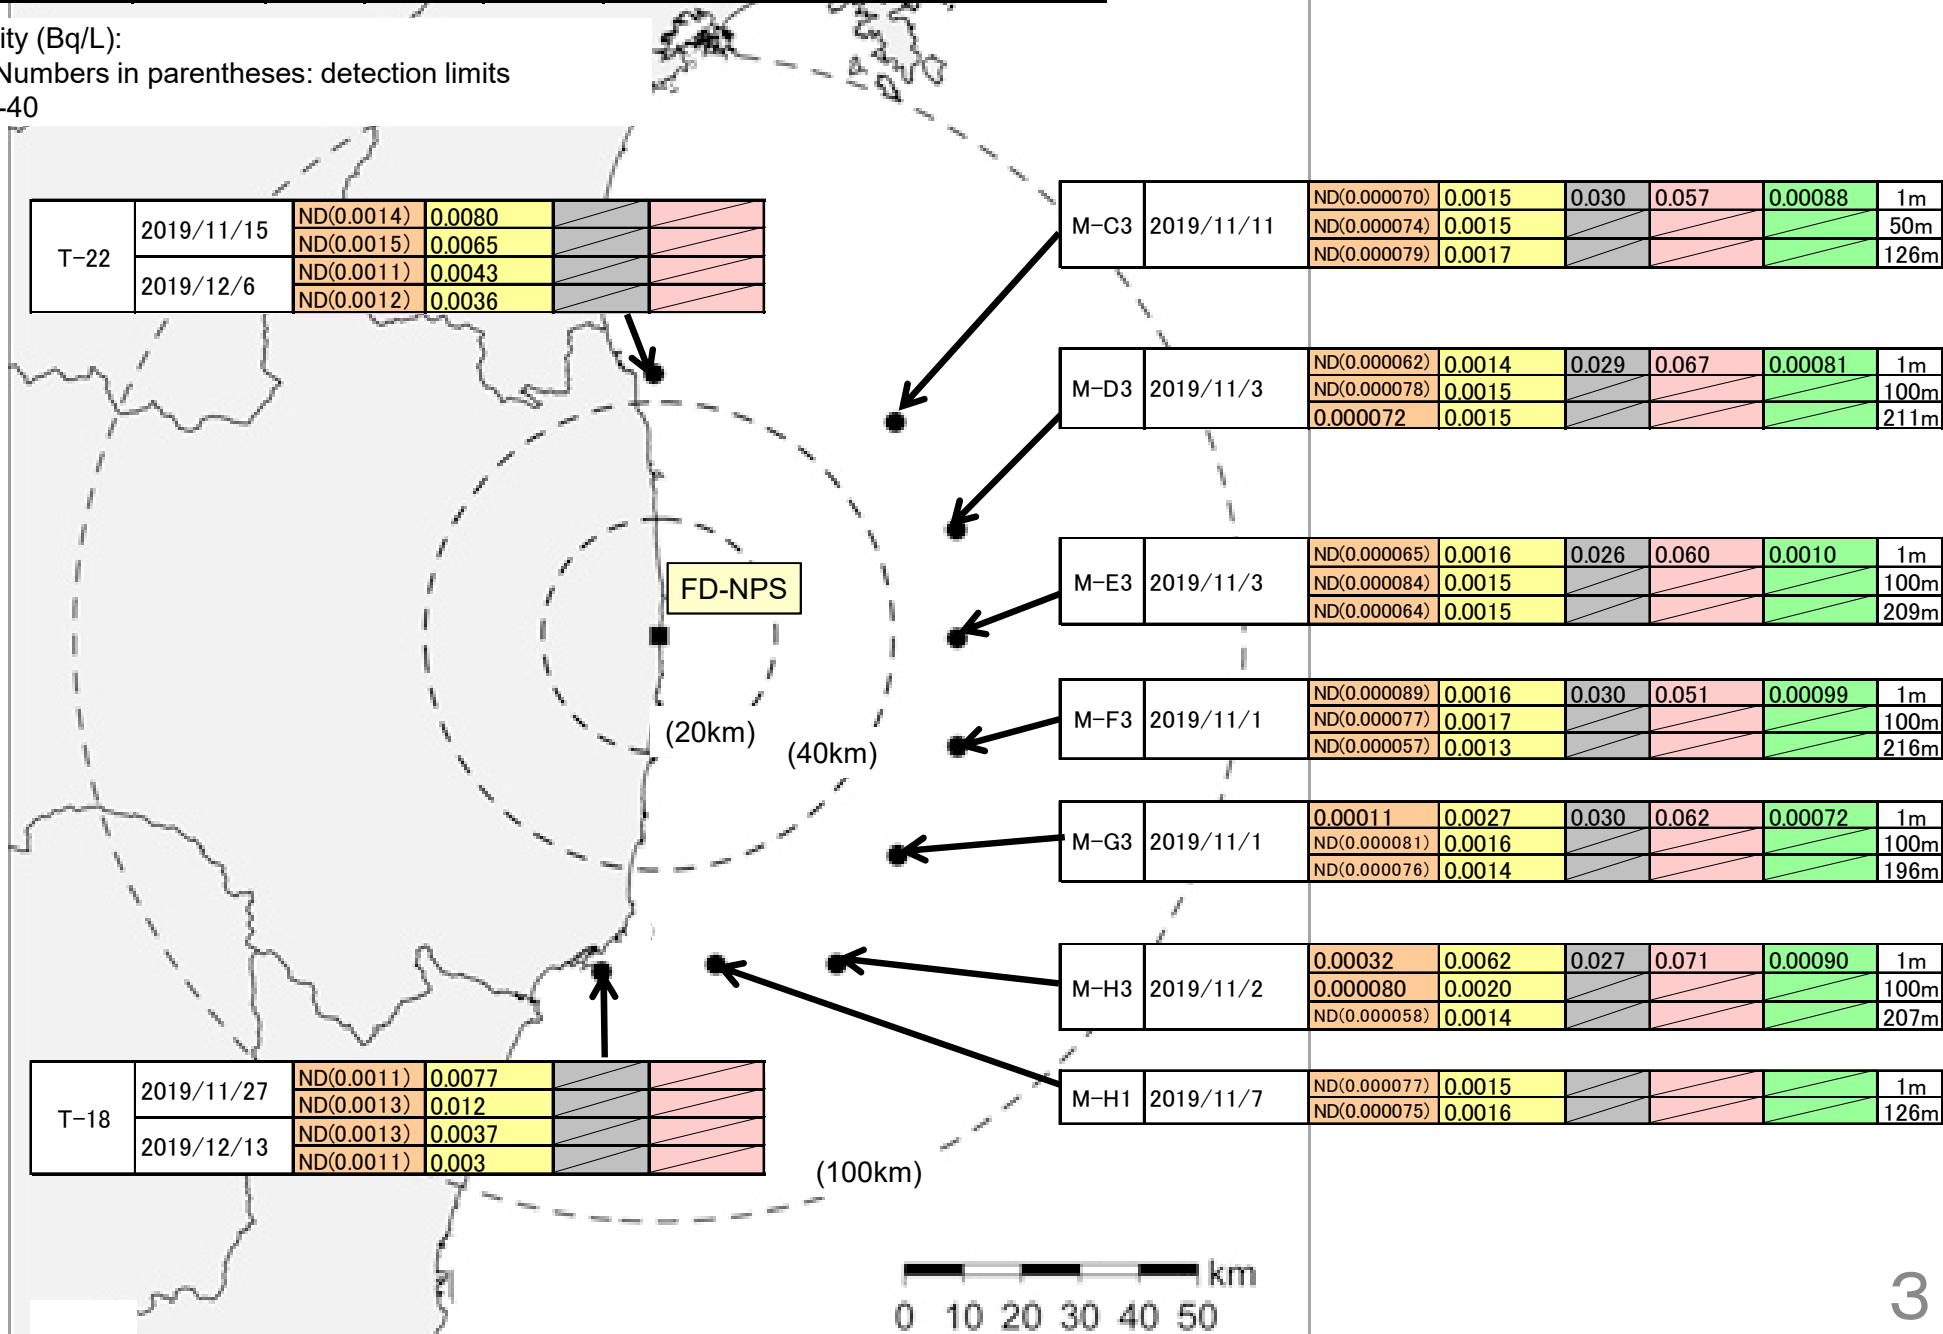 ity (Bq/L):
Numbers in parentheses: detection limits
-40
T-22
2019/11/15
ND(0.0014) 0.0080
ND(0.0015) 0.0065
2019/12/6
ND(0.0011) 0.0043
ND(0.0012) 0.0036
M-C3 2019/11/11
ND(0.000070) 0.0015 0.030 0.057 0.00088 1m
ND(0.000074) 0.0015 50m
ND(0.000079) 0.0017 126m
M-D3 2019/11/3
ND(0.000062) 0.0014 0.029 0.067 0.00081 1m
ND(0.000078) 0.0015 100m
0.000072 0.0015 211m
M-E3 2019/11/3
ND(0.000065) 0.0016 0.026 0.060 0.0010 1m
ND(0.000084) 0.0015 100m
ND(0.000064) 0.0015 209m
FD-NPS
(20km)
(40km)
M-F3 2019/11/1
ND(0.000089) 0.0016 0.030 0.051 0.00099 1m
ND(0.000077) 0.0017 100m
ND(0.000057) 0.0013 216m
M-G3 2019/11/1
0.00011 0.0027 0.030 0.062 0.00072 1m
ND(0.000081) 0.0016 100m
ND(0.000076) 0.0014 196m
M-H3 2019/11/2
0.00032 0.0062 0.027 0.071 0.00090 1m
0.000080 0.0020 100m
ND(0.000058) 0.0014 207m
M-H1 2019/11/7
ND(0.000077) 0.0015 1m
ND(0.000075) 0.0016 126m
T-18
2019/11/27
ND(0.0011) 0.0077
ND(0.0013) 0.012
2019/12/13
ND(0.0013) 0.0037
ND(0.0011) 0.003
(100km)
km
0 10 20 30 40 50
3